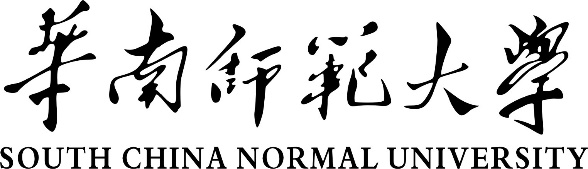 華南師範大學
SOUTH CHINA NORMAL UNIVERSITY